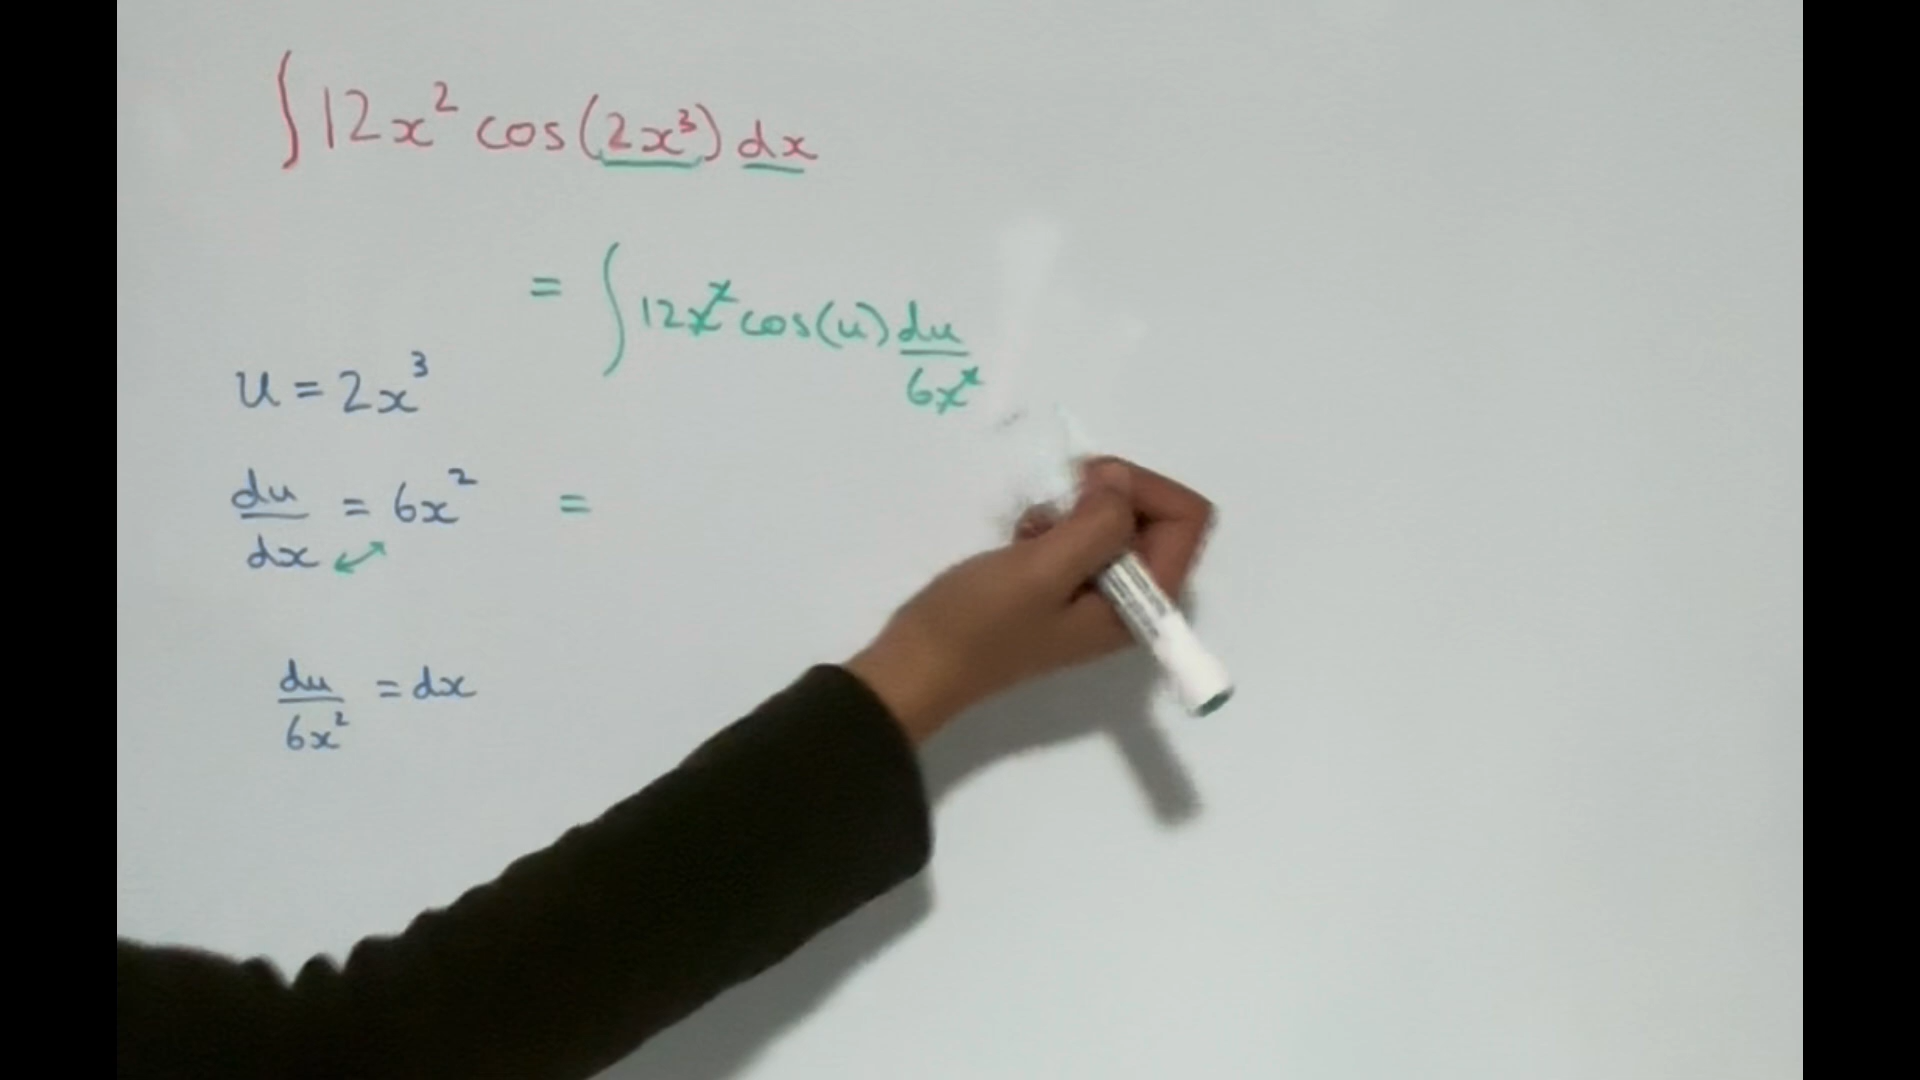 ∫ 12x² cos(2x³) dx
= ∫ 12x² cos(u) du/6x²
u = 2x³
du/dx = 6x² =
du/6x² = dx